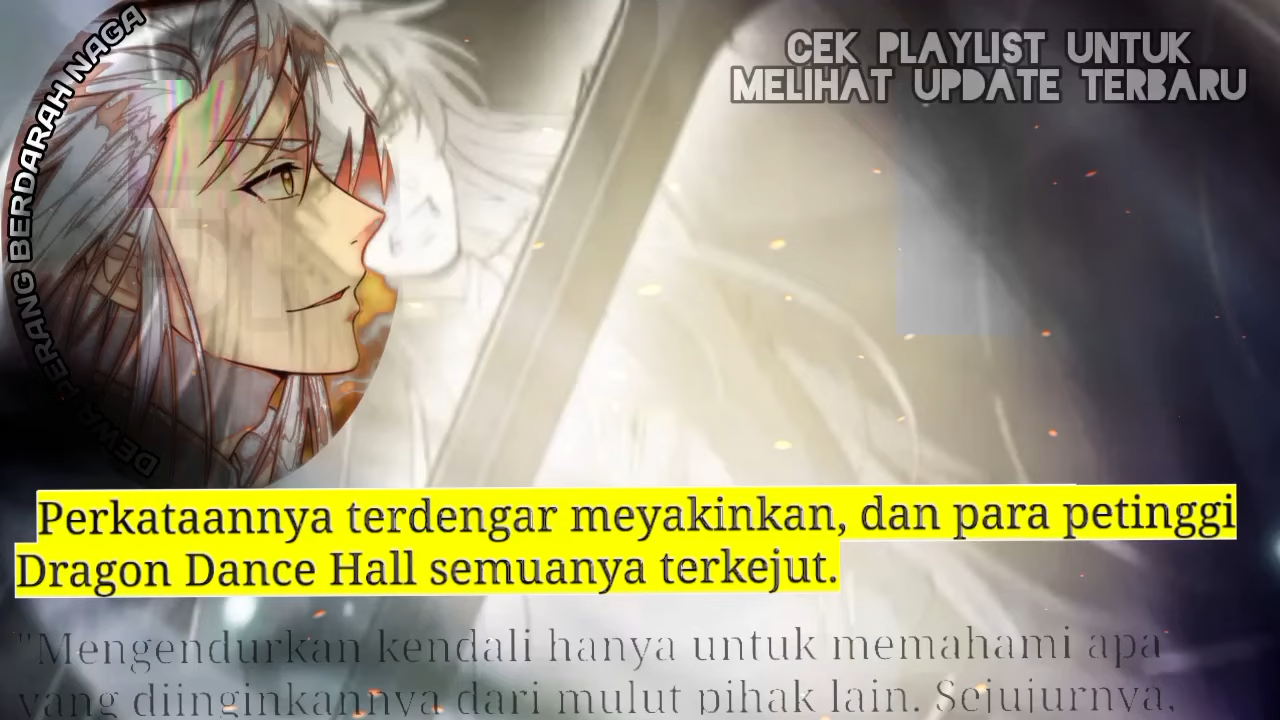 DEWA PERANG BERDARAH NAGA
CEK PLAYLIST UNTUK
MELIHAT UPDATE TERBARU
Perkataannya terdengar meyakinkan, dan para petinggi
Dragon Dance Hall semuanya terkejut.
"Mengendurkan kendali hanya untuk memahami apa
yang diinginkannya dari mulut pihak lain. Sejujurnya,